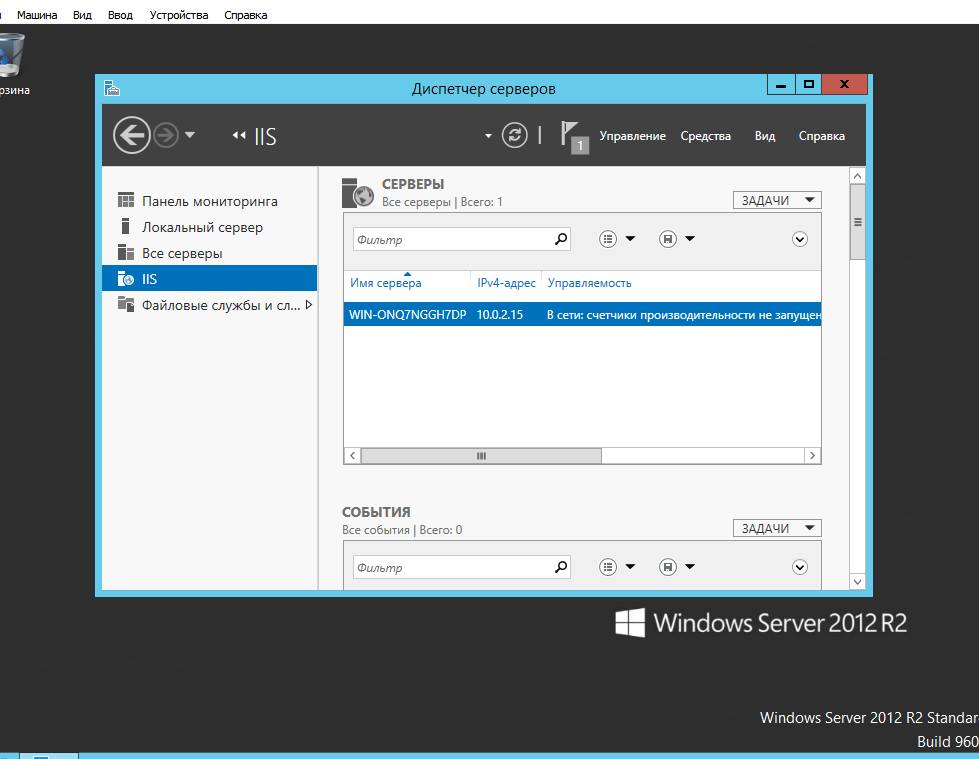 Машина Вид Ввод Устройства Справка
рзина
Диспетчер серверов
IIS
1
Управление Средства Вид Справка
Панель мониторинга
Локальный сервер
Все серверы
IIS
Файловые службы и сл...
СЕРВЕРЫ
Все серверы | Всего: 1
ЗАДАЧИ
Фильтр
Имя сервера IPv4-адрес Управляемость
WIN-ONQ7NGGH7DP 10.0.2.15 В сети: счетчики производительности не запущен
СОБЫТИЯ
Все события | Всего: 0
ЗАДАЧИ
Фильтр
Windows Server 2012 R2
Windows Server 2012 R2 Standar
Build 960